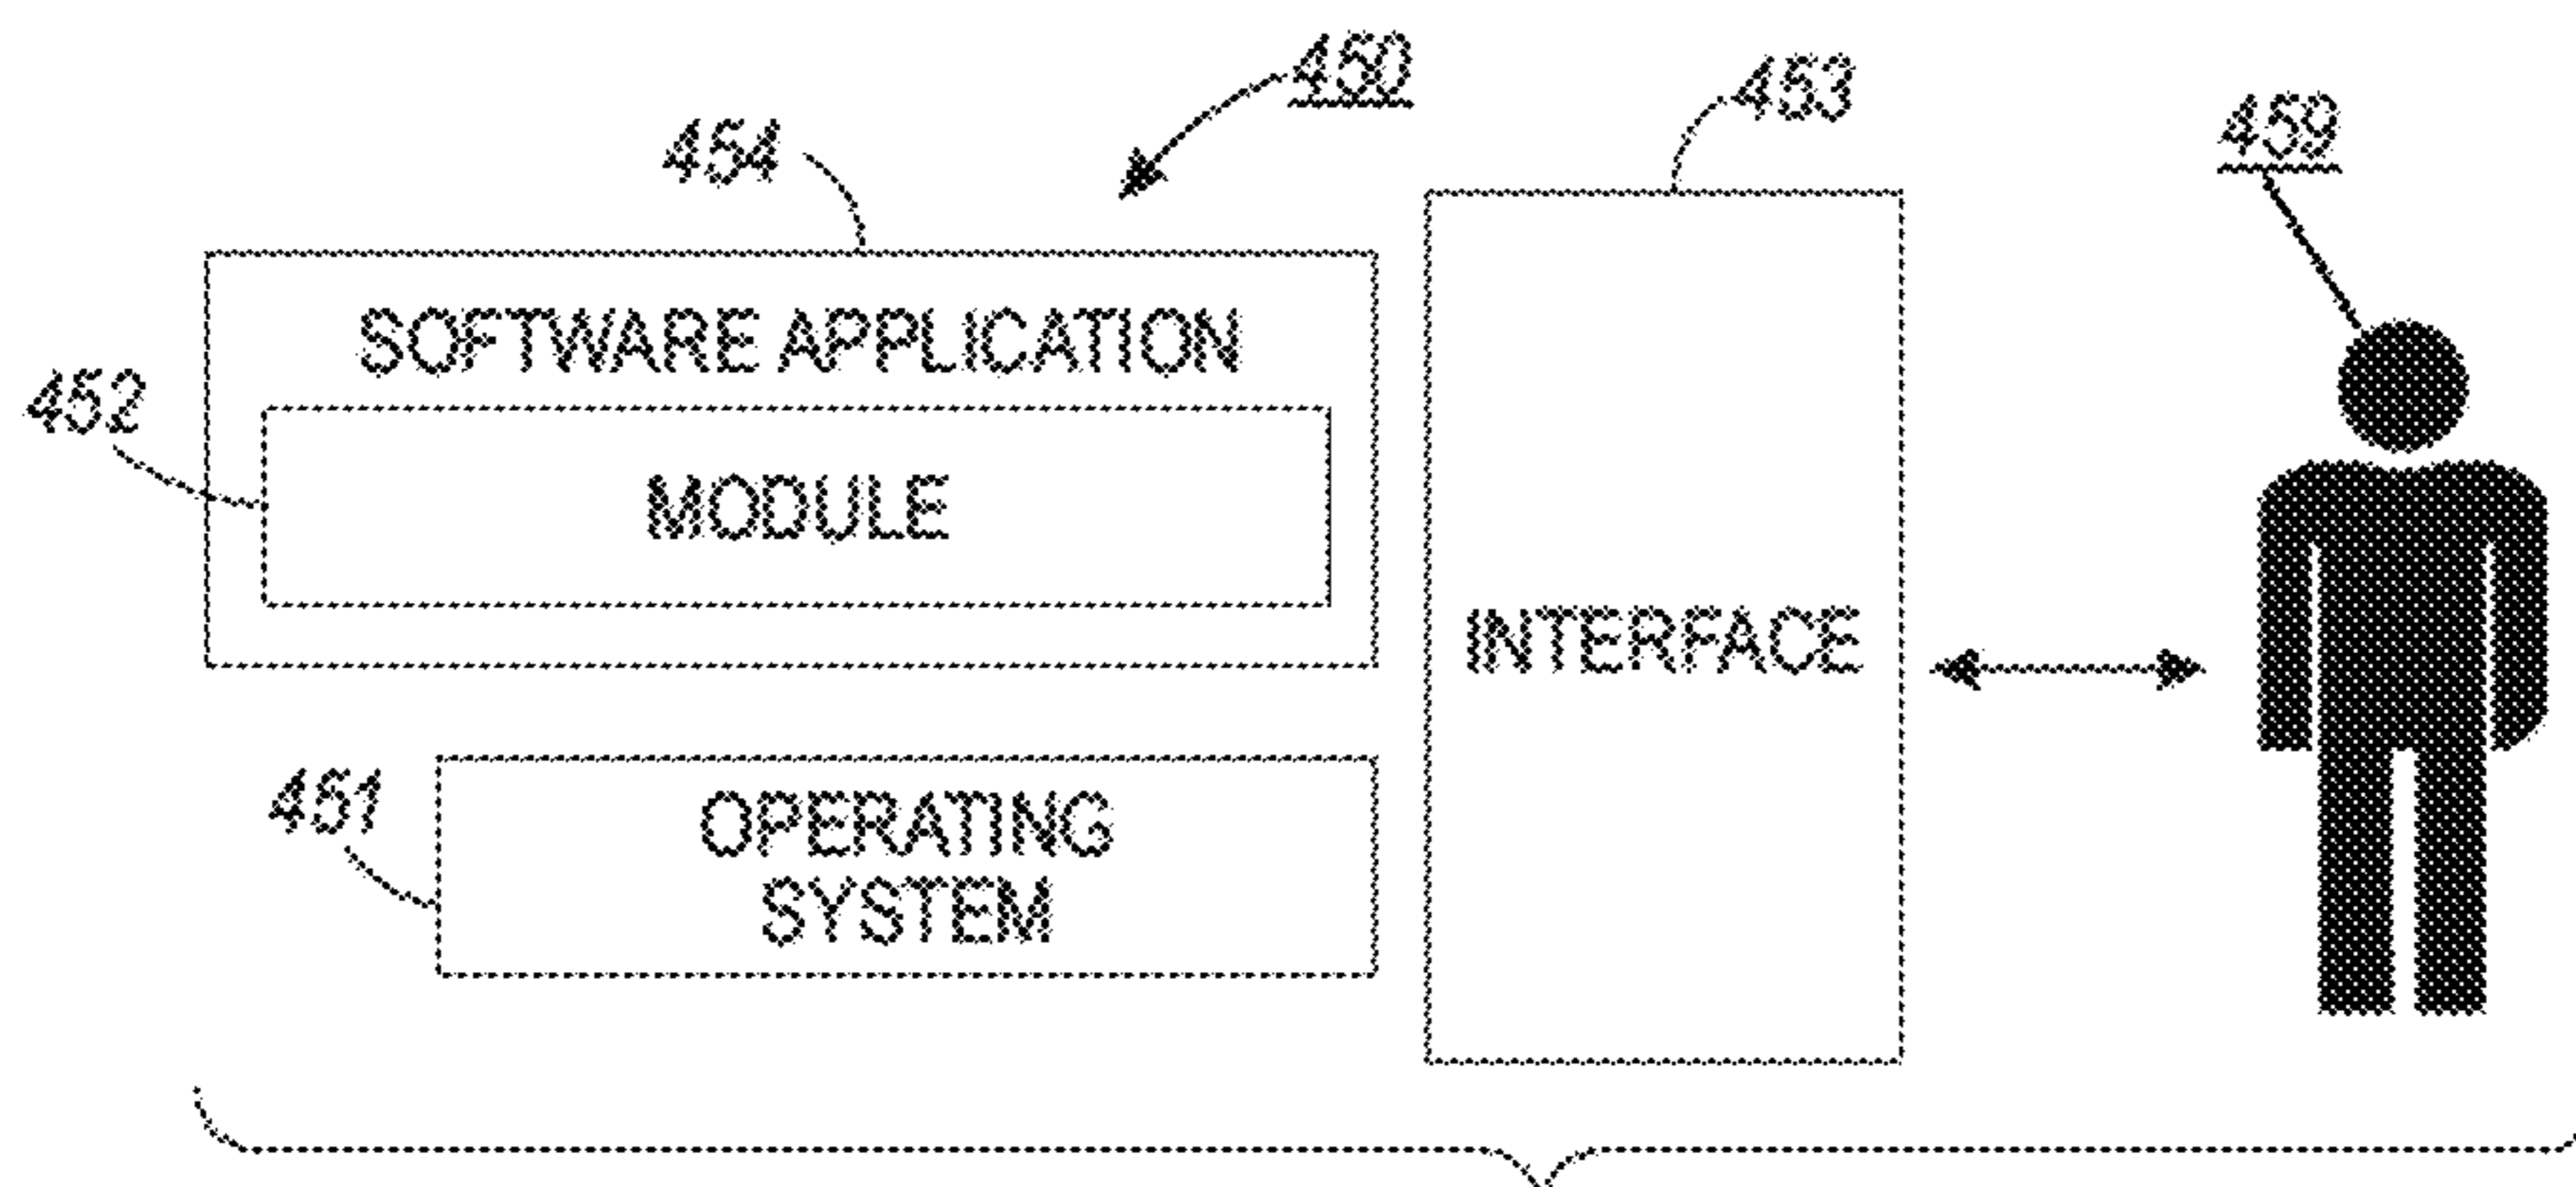 450
453
454
459
SOFTWARE APPLICATION
452
MODULE
INTERFACE
451
OPERATING
SYSTEM